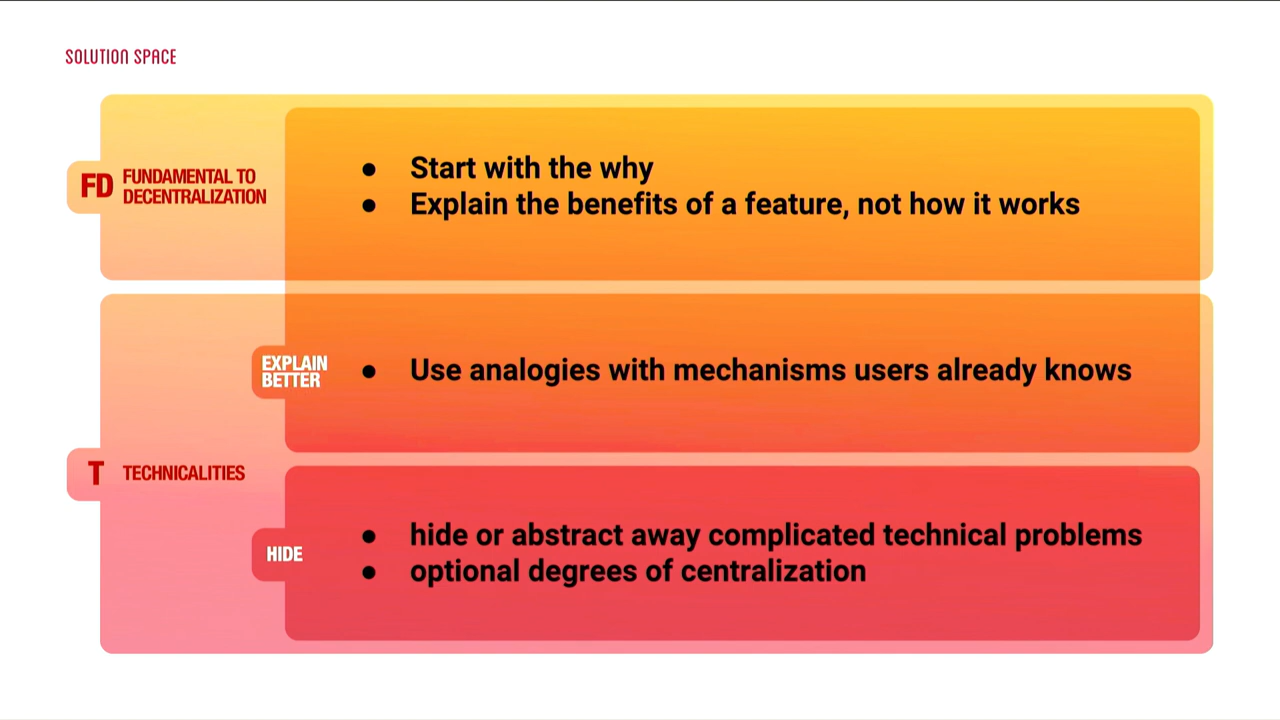 SOLUTION SPACE
FD
FUNDAMENTAL TO
DECENTRALIZATION
● Start with the why
● Explain the benefits of a feature, not how it works
EXPLAIN
BETTER
● Use analogies with mechanisms users already knows
T
TECHNICALITIES
HIDE
● hide or abstract away complicated technical problems
● optional degrees of centralization